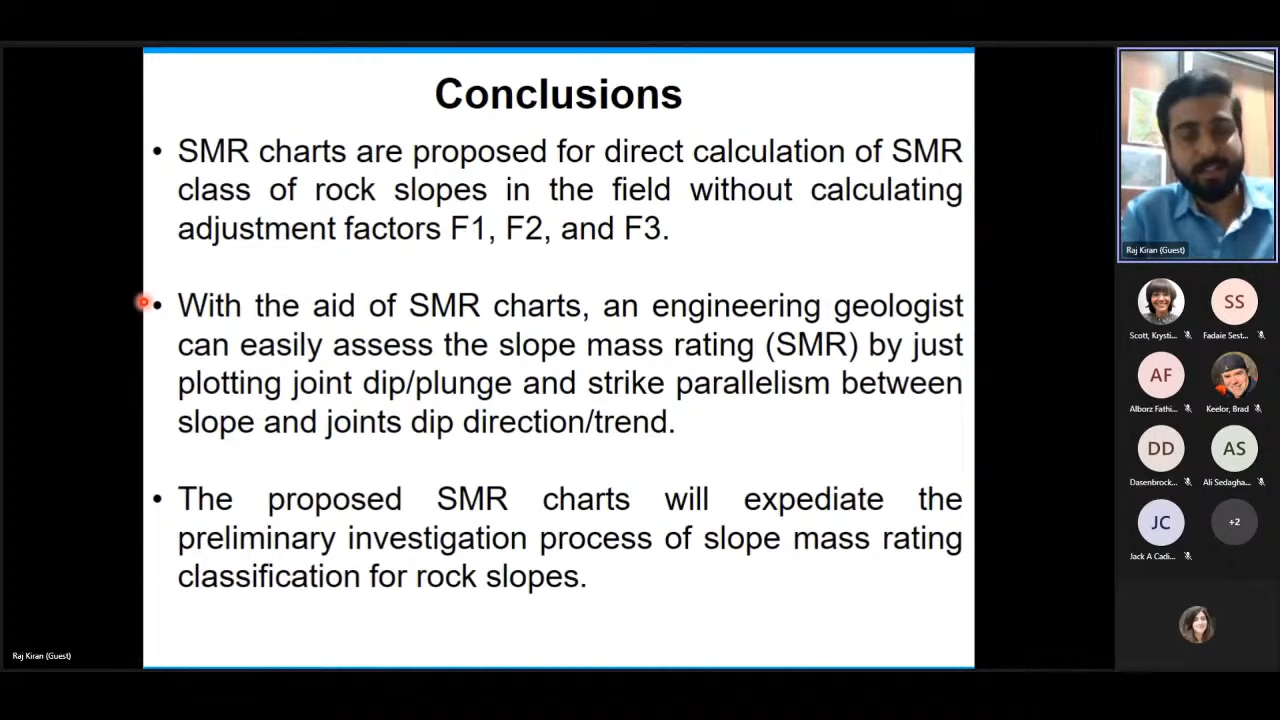 Conclusions
• SMR charts are proposed for direct calculation of SMR
class of rock slopes in the field without calculating
adjustment factors F1, F2, and F3.
• With the aid of SMR charts, an engineering geologist
can easily assess the slope mass rating (SMR) by just
plotting joint dip/plunge and strike parallelism between
slope and joints dip direction/trend.
• The proposed SMR charts will expediate the
preliminary investigation process of slope mass rating
classification for rock slopes.
Raj Kiran (Guest)
Raj Kiran (Guest)
SS
Scott, Krysti...
Fadaie Sest...
AF
Alborz Fathi...
Keelor, Brad
DD
AS
Dasenbrock...
Ali Sedagha...
JC
+2
Jack A Cadi...